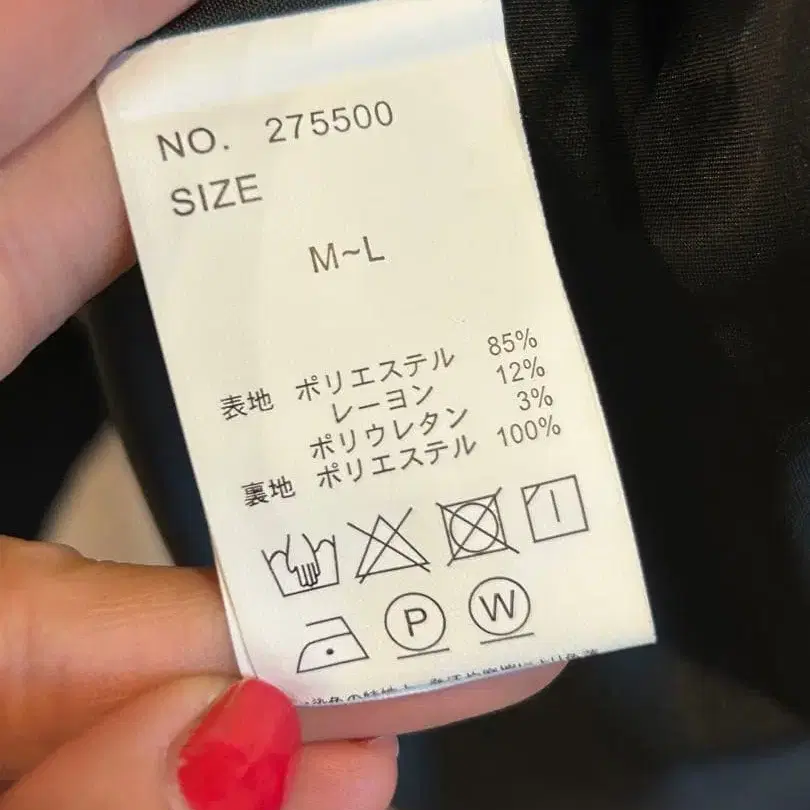 NO. 275500
SIZE
M~L
表地 ポリエステル 85%
レーヨン 12%
ポリウレタン 3%
裏地 ポリエステル 100%
P W